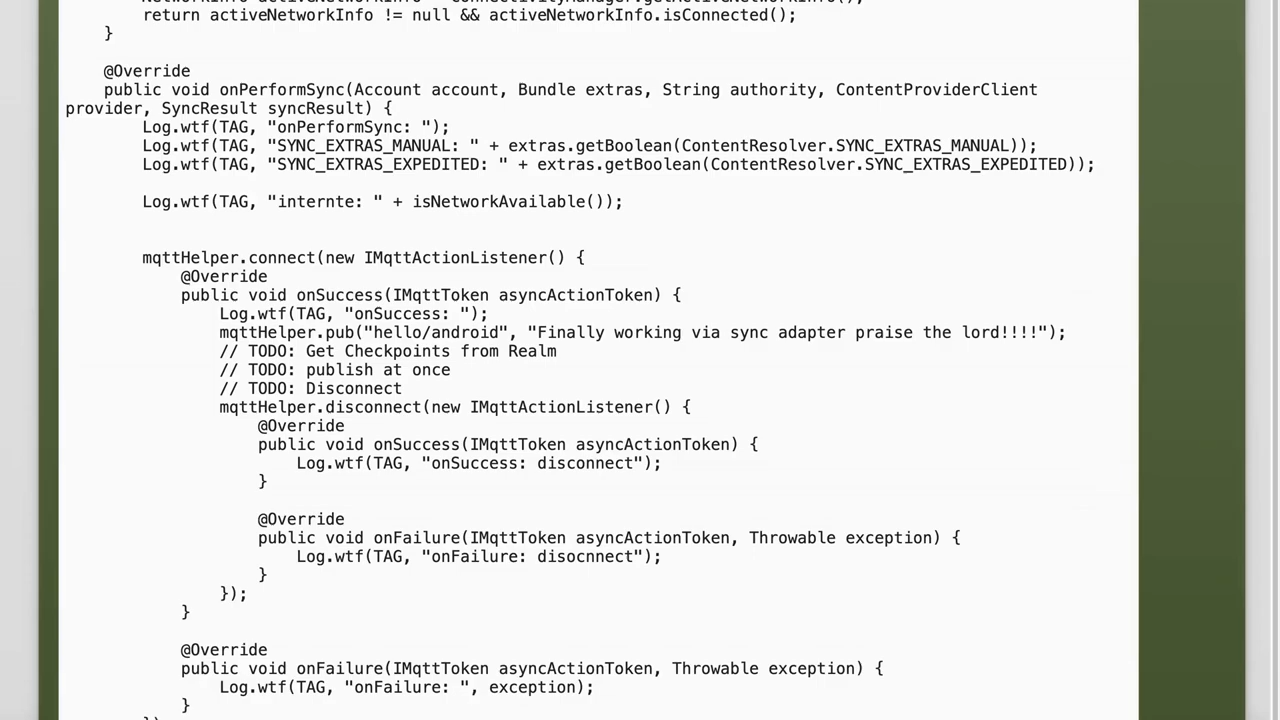 return activeNetworkInfo != null && activeNetworkInfo.isConnected();
}
@Override
public void onPerformSync(Account account, Bundle extras, String authority, ContentProviderClient
provider, SyncResult syncResult) {
Log.wtf(TAG, "onPerformSync: ");
Log.wtf(TAG, "SYNC_EXTRAS_MANUAL: " + extras.getBoolean(ContentResolver.SYNC_EXTRAS_MANUAL));
Log.wtf(TAG, "SYNC_EXTRAS_EXPEDITED: " + extras.getBoolean(ContentResolver.SYNC_EXTRAS_EXPEDITED));
Log.wtf(TAG, "internte: " + isNetworkAvailable());
mqttHelper.connect(new IMqttActionListener() {
@Override
public void onSuccess(IMqttToken asyncActionToken) {
Log.wtf(TAG, "onSuccess: ");
mqttHelper.pub("hello/android", "Finally working via sync adapter praise the lord!!!!");
// TODO: Get Checkpoints from Realm
// TODO: publish at once
// TODO: Disconnect
mqttHelper.disconnect(new IMqttActionListener() {
@Override
public void onSuccess(IMqttToken asyncActionToken) {
Log.wtf(TAG, "onSuccess: disconnect");
}
@Override
public void onFailure(IMqttToken asyncActionToken, Throwable exception) {
Log.wtf(TAG, "onFailure: disocnnect");
}
});
}
@Override
public void onFailure(IMqttToken asyncActionToken, Throwable exception) {
Log.wtf(TAG, "onFailure: ", exception);
}